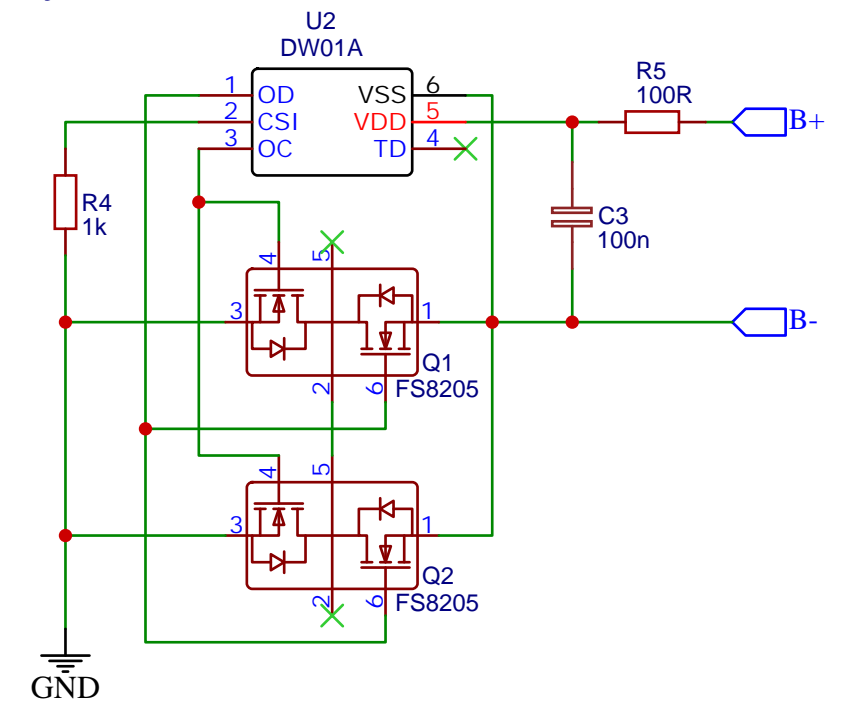 U2
DW01A
1 OD VSS 6
2 CSI VDD 5
3 OC TD 4
R5
100R
B+
R4
1k
C3
100n
4 5
3 1
B-
Q1
FS8205
2 6
4 5
3 1
Q2
FS8205
2 6
GND